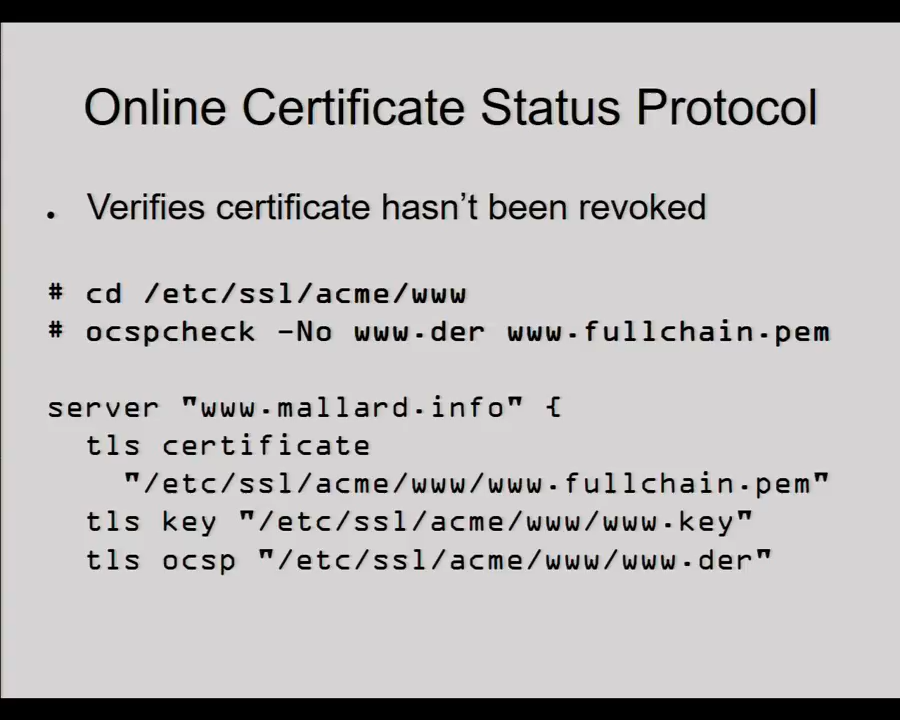 Online Certificate Status Protocol
• Verifies certificate hasn't been revoked
# cd /etc/ssl/acme/www
# ocspcheck -No www.der www.fullchain.pem
server "www.mallard.info" {
tls certificate
"/etc/ssl/acme/www/www.fullchain.pem"
tls key "/etc/ssl/acme/www/www.key"
tls ocsp "/etc/ssl/acme/www/www.der"